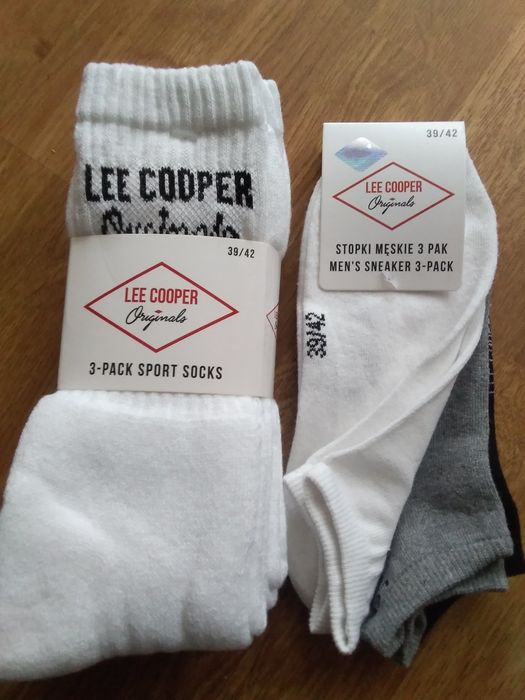 LEE COOPER
Originals
39/42
LEE COOPER
Originals
3-PACK SPORT SOCKS
39/42
LEE COOPER
Originals
STOPKI MĘSKIE 3 PAK
MEN'S SNEAKER 3-PACK
39/42